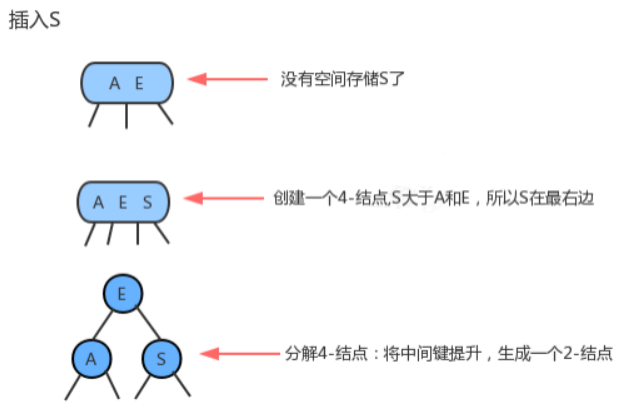 插入S
A E
没有空间存储S了
A E S
创建一个4-结点,S大于A和E，所以S在最右边
E
A S
分解4-结点：将中间键提升，生成一个2-结点